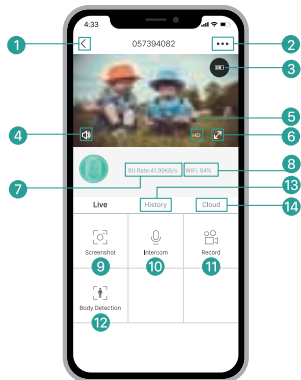 4:33
1
057394082
2
3
4
HD
5
6
Bit Rate:41.90KB/s
WIFI: 84%
7
8
13
Live
History
Cloud
14
Screenshot
Intercom
Record
9
10
11
Body Detection
12